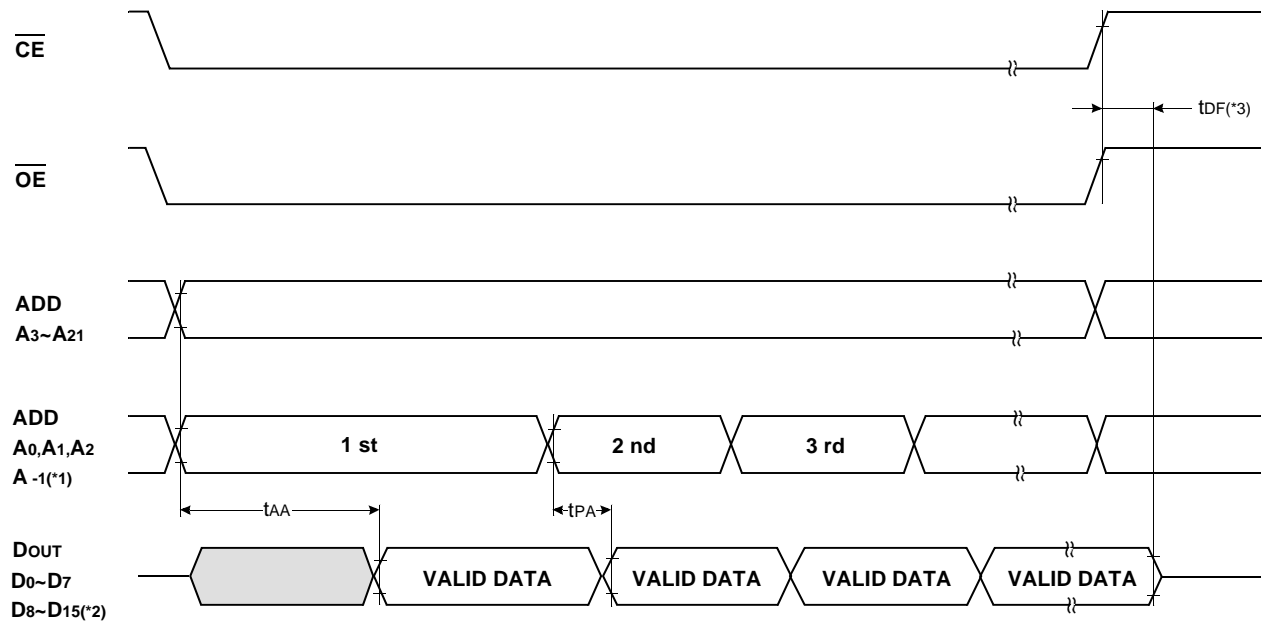 CE
tDF(*3)
OE
ADD
A3~A21
ADD
A0,A1,A2
A -1(*1)
1 st
2 nd
3 rd
tAA
tPA
DOUT
D0~D7
D8~D15(*2)
VALID DATA
VALID DATA
VALID DATA
VALID DATA